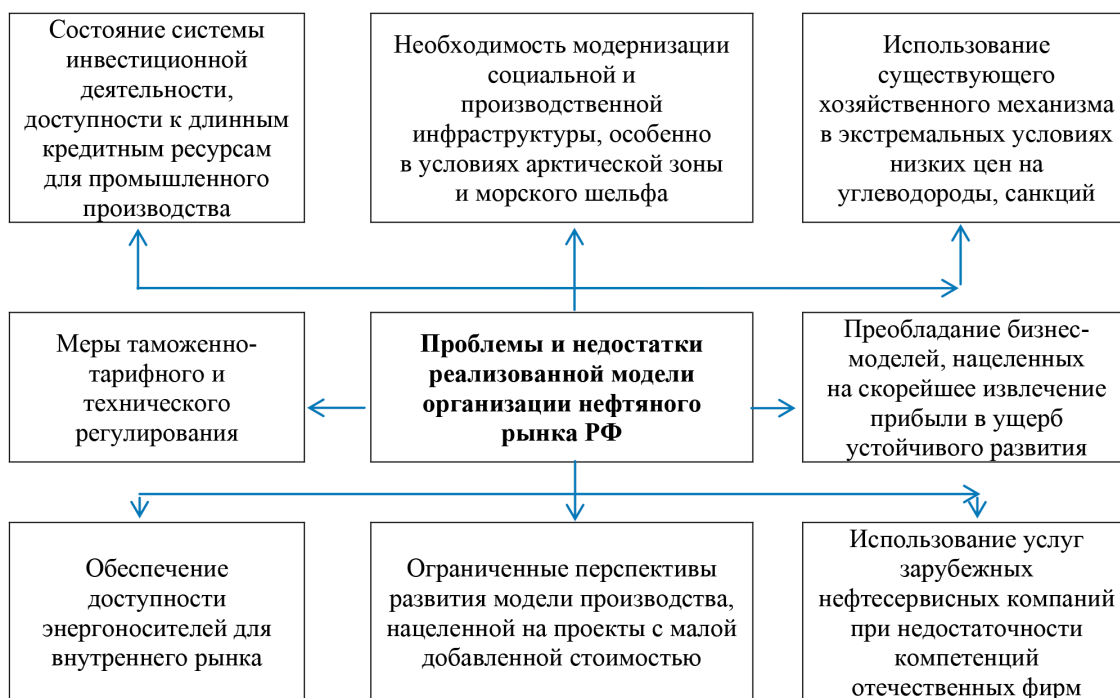 Состояние системы
инвестиционной
деятельности,
доступности к длинным
кредитным ресурсам
для промышленного
производства
Необходимость модернизации
социальной и
производственной
инфраструктуры, особенно
в условиях арктической зоны
и морского шельфа
Использование
существующего
хозяйственного механизма
в экстремальных условиях
низких цен на
углеводороды, санкций
Меры таможенно-
тарифного и
технического
регулирования
Проблемы и недостатки
реализованной модели
организации нефтяного
рынка РФ
Преобладание бизнес-
моделей, нацеленных
на скорейшее извлечение
прибыли в ущерб
устойчивого развития
Обеспечение
доступности
энергоносителей для
внутреннего рынка
Ограниченные перспективы
развития модели производства,
нацеленной на проекты с малой
добавленной стоимостью
Использование услуг
зарубежных
нефтесервисных компаний
при недостаточности
компетенций
отечественных фирм